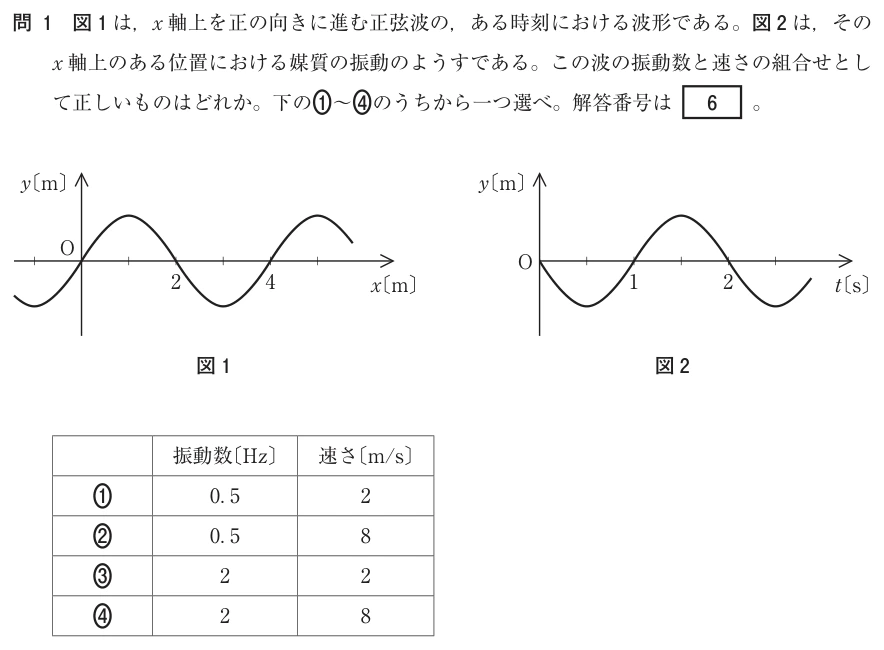 問 1 図1は，x軸上を正の向きに進む正弦波の，ある時刻における波形である。図2は，その
x軸上のある位置における媒質の振動のようすである。この波の振動数と速さの組合せとし
て正しいものはどれか。下の①～④のうちから一つ選べ。解答番号は 6 。
y〔m〕
O
2
4
x〔m〕
図1
y〔m〕
O
1
2
t〔s〕
図2
振動数〔Hz〕 速さ〔m/s〕
① 0.5 2
② 0.5 8
③ 2 2
④ 2 8